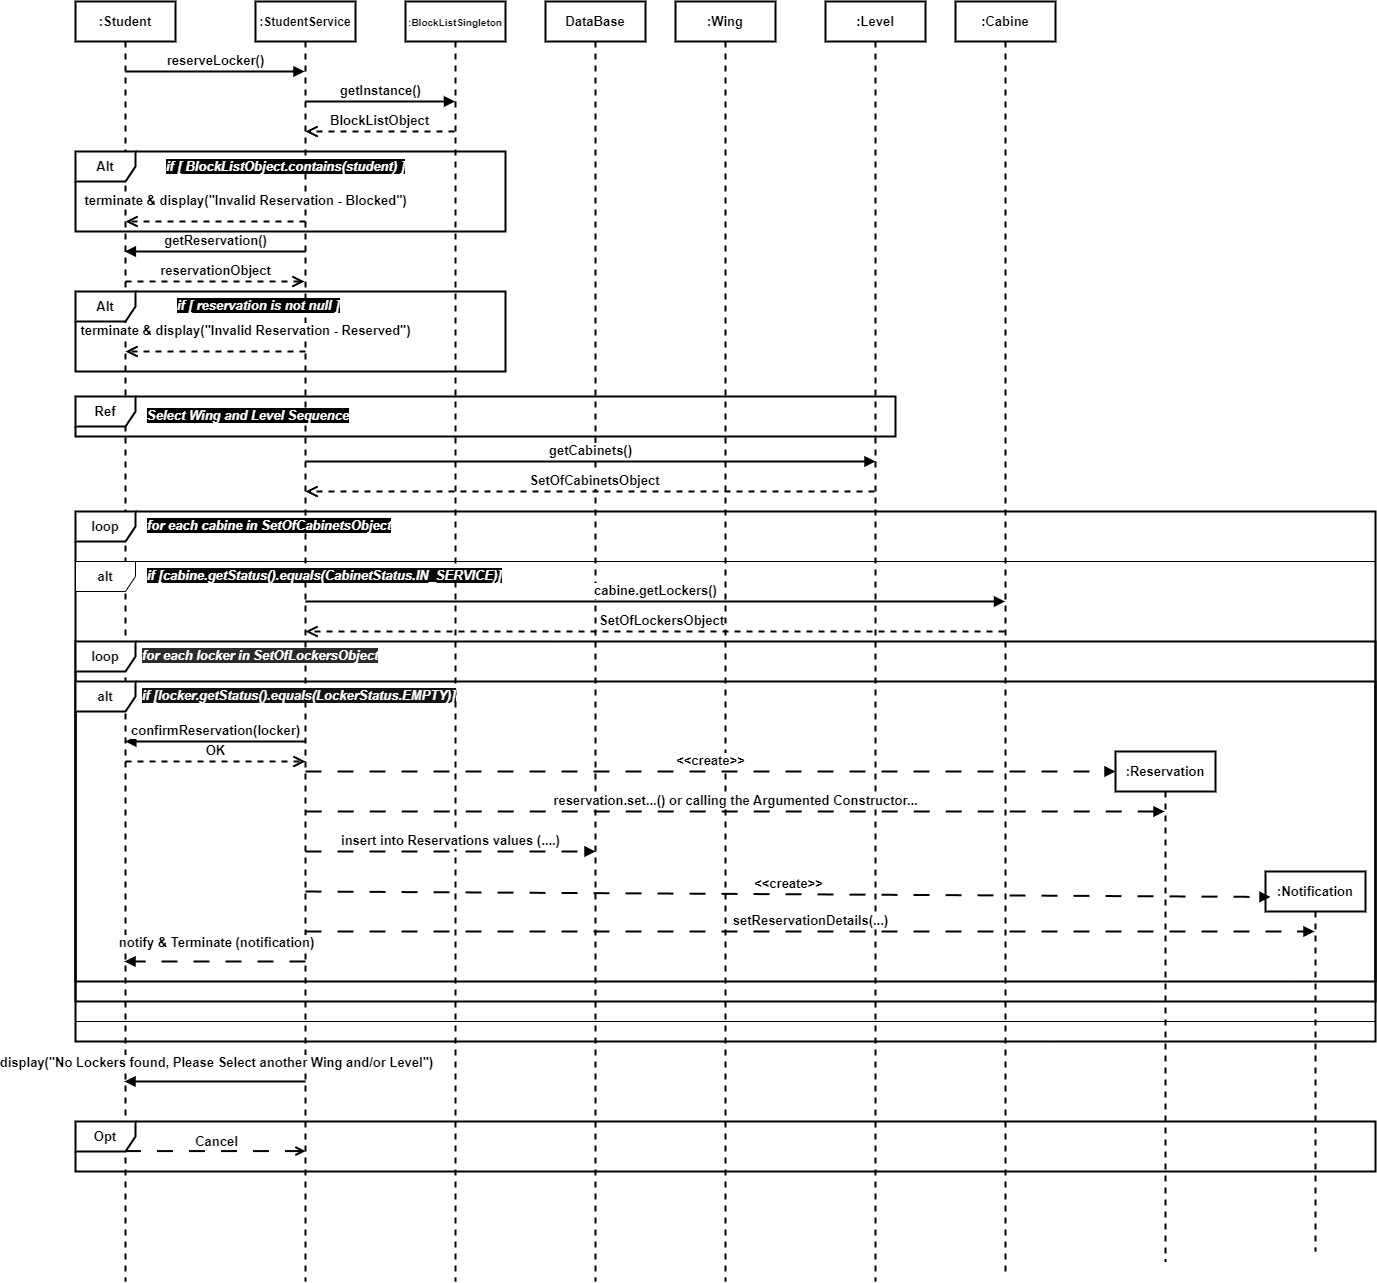 :Student
:StudentService
:BlockListSingleton
DataBase
:Wing
:Level
:Cabine
reserveLocker()
getInstance()
BlockListObject
Alt
if [ BlockListObject.contains(student) ]
terminate & display("Invalid Reservation - Blocked")
getReservation()
reservationObject
Alt
if [ reservation is not null ]
terminate & display("Invalid Reservation - Reserved")
Ref
Select Wing and Level Sequence
getCabinets()
SetOfCabinetsObject
loop
for each cabine in SetOfCabinetsObject
alt
if [cabine.getStatus().equals(CabinetStatus.IN_SERVICE)]
cabine.getLockers()
SetOfLockersObject
loop
for each locker in SetOfLockersObject
alt
if [locker.getStatus().equals(LockerStatus.EMPTY)]
confirmReservation(locker)
OK
<<create>>
:Reservation
reservation.set...() or calling the Argumented Constructor...
insert into Reservations values (....)
<<create>>
:Notification
setReservationDetails(...)
notify & Terminate (notification)
display("No Lockers found, Please Select another Wing and/or Level")
Opt
Cancel